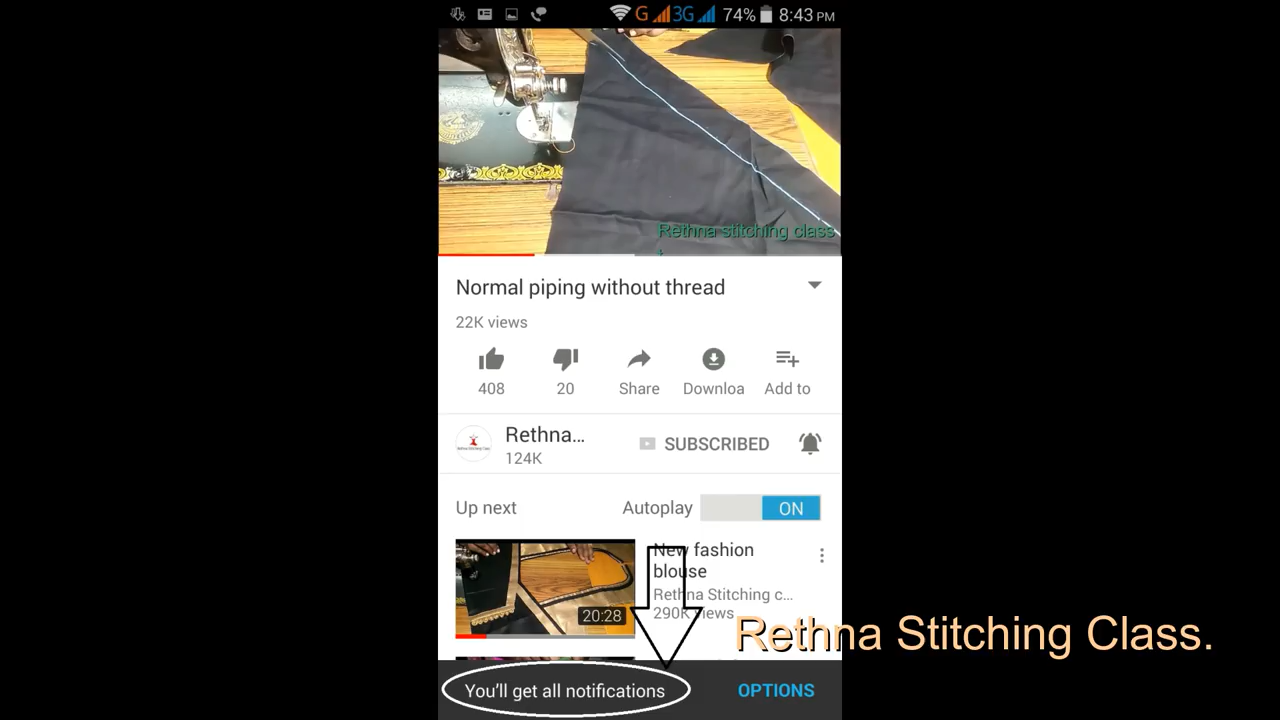 G 3G 74% 8:43 PM
Rethna stitching class
Normal piping without thread
22K views
408
20
Share
Downloa
Add to
Rethna...
124K
SUBSCRIBED
Up next
Autoplay
ON
New fashion
blouse
Rethna Stitching c...
290K views
20:28
Rethna Stitching Class.
You'll get all notifications
OPTIONS